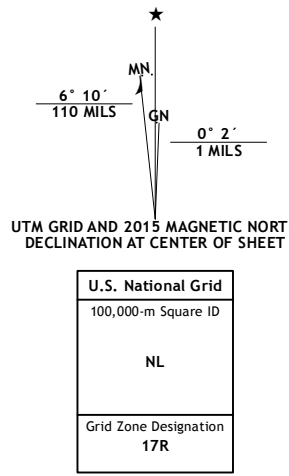 MN.
6° 10´
110 MILS
GN
0° 2´
1 MILS
UTM GRID AND 2015 MAGNETIC NORT
DECLINATION AT CENTER OF SHEET
U.S. National Grid
100,000-m Square ID
NL
Grid Zone Designation
17R